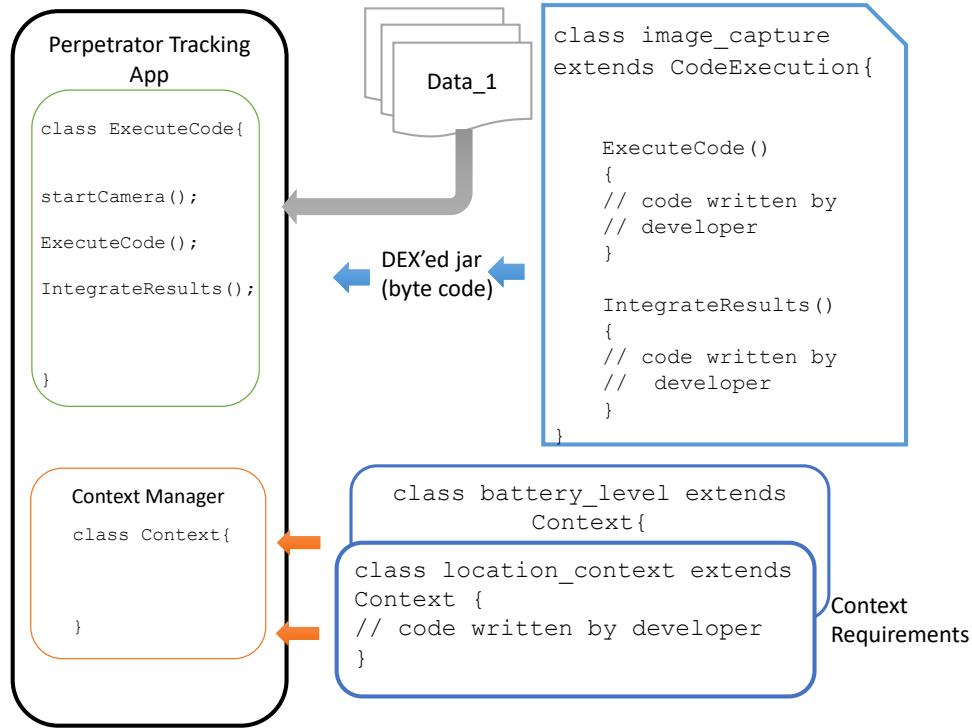 Perpetrator Tracking
App
class ExecuteCode{
startCamera();
ExecuteCode();
IntegrateResults();
}
Data_1
DEX’ed jar
(byte code)
class image_capture
extends CodeExecution{
ExecuteCode()
{
// code written by
// developer
}
IntegrateResults()
{
// code written by
//  developer
}
}
Context Manager
class Context{
}
class battery_level extends
Context{
class location_context extends
Context {
// code written by developer
}
Context
Requirements